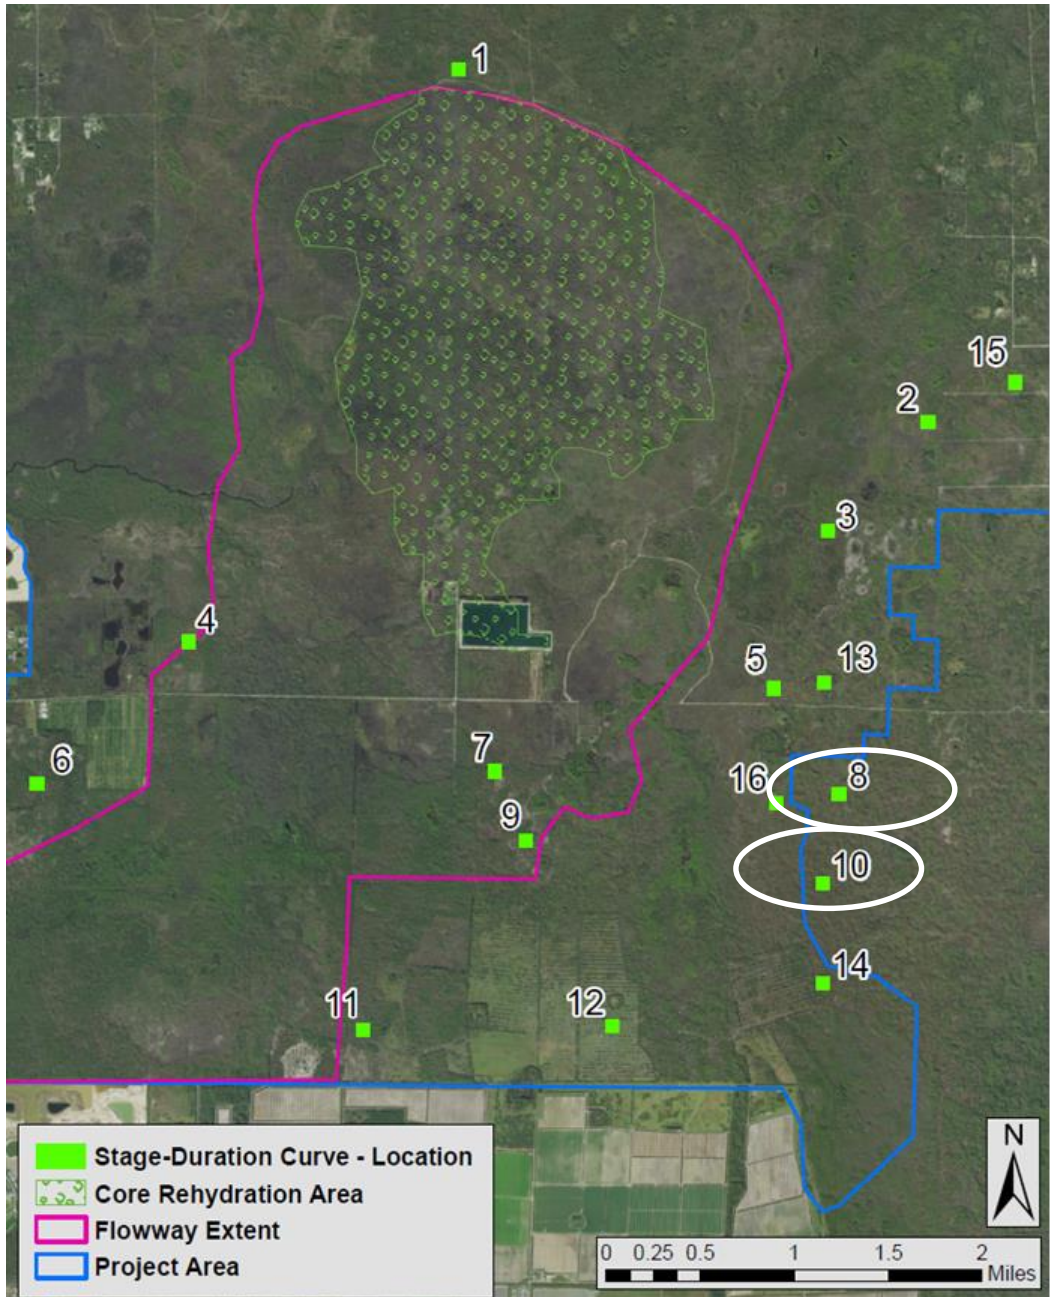 1
15
2
3
4
5
13
6
7
16
8
9
10
14
11
12
Stage-Duration Curve - Location
Core Rehydration Area
Flowway Extent
Project Area
N
0 0.25 0.5 1 1.5 2
Miles